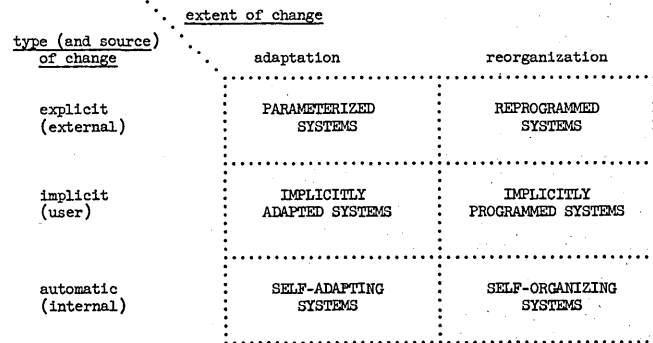 extent of change
type (and source)
of change
adaptation reorganization
explicit
(external)
PARAMETERIZED
SYSTEMS
REPROGRAMMED
SYSTEMS
implicit
(user)
IMPLICITLY
ADAPTED SYSTEMS
IMPLICITLY
PROGRAMMED SYSTEMS
automatic
(internal)
SELF-ADAPTING
SYSTEMS
SELF-ORGANIZING
SYSTEMS